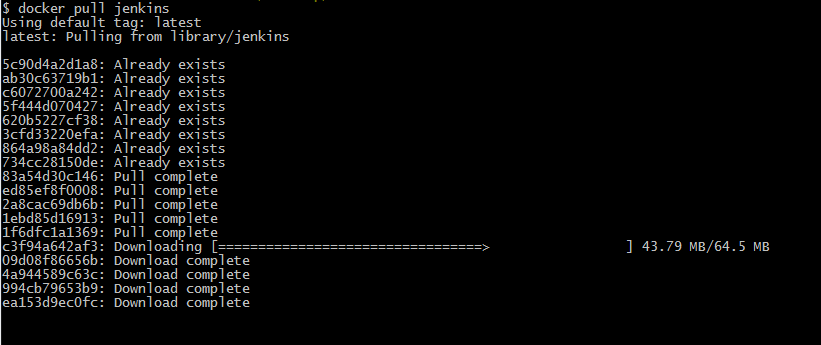 $ docker pull jenkins
Using default tag: latest
latest: Pulling from library/jenkins
5c90d4a2d1a8: Already exists
ab30c63719b1: Already exists
c6072700a242: Already exists
5f444d070427: Already exists
620b5227cf38: Already exists
3cfd33220efa: Already exists
864a98a84dd2: Already exists
734cc28150de: Already exists
83a54d30c146: Pull complete
ed85ef8f0008: Pull complete
2a8cac69db6b: Pull complete
1ebd85d16913: Pull complete
1f6dfc1a1369: Pull complete
c3f94a642af3: Downloading [=================================>                 ] 43.79 MB/64.5 MB
09d08f86656b: Download complete
4a944589c63c: Download complete
994cb79653b9: Download complete
ea153d9ec0fc: Download complete